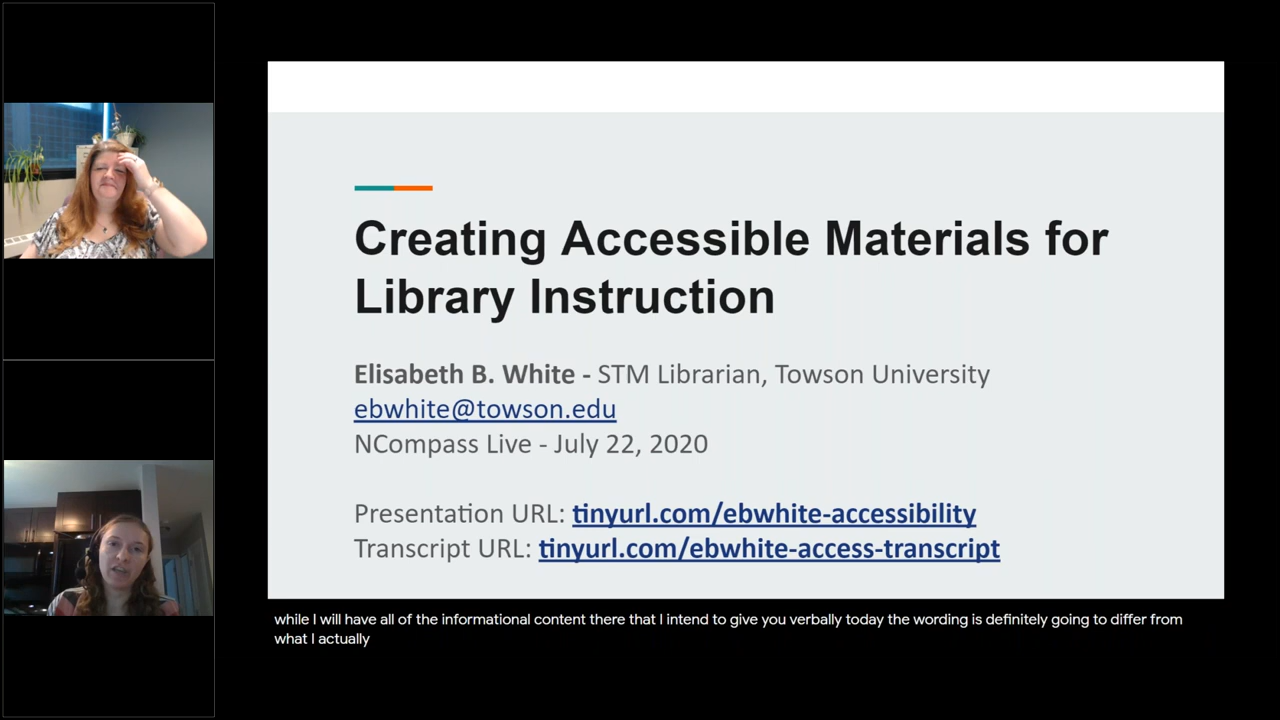 Creating Accessible Materials for
Library Instruction
Elisabeth B. White - STM Librarian, Towson University
ebwhite@towson.edu
NCompass Live - July 22, 2020
Presentation URL: tinyurl.com/ebwhite-accessibility
Transcript URL: tinyurl.com/ebwhite-access-transcript
while I will have all of the informational content there that I intend to give you verbally today the wording is definitely going to differ from
what I actually